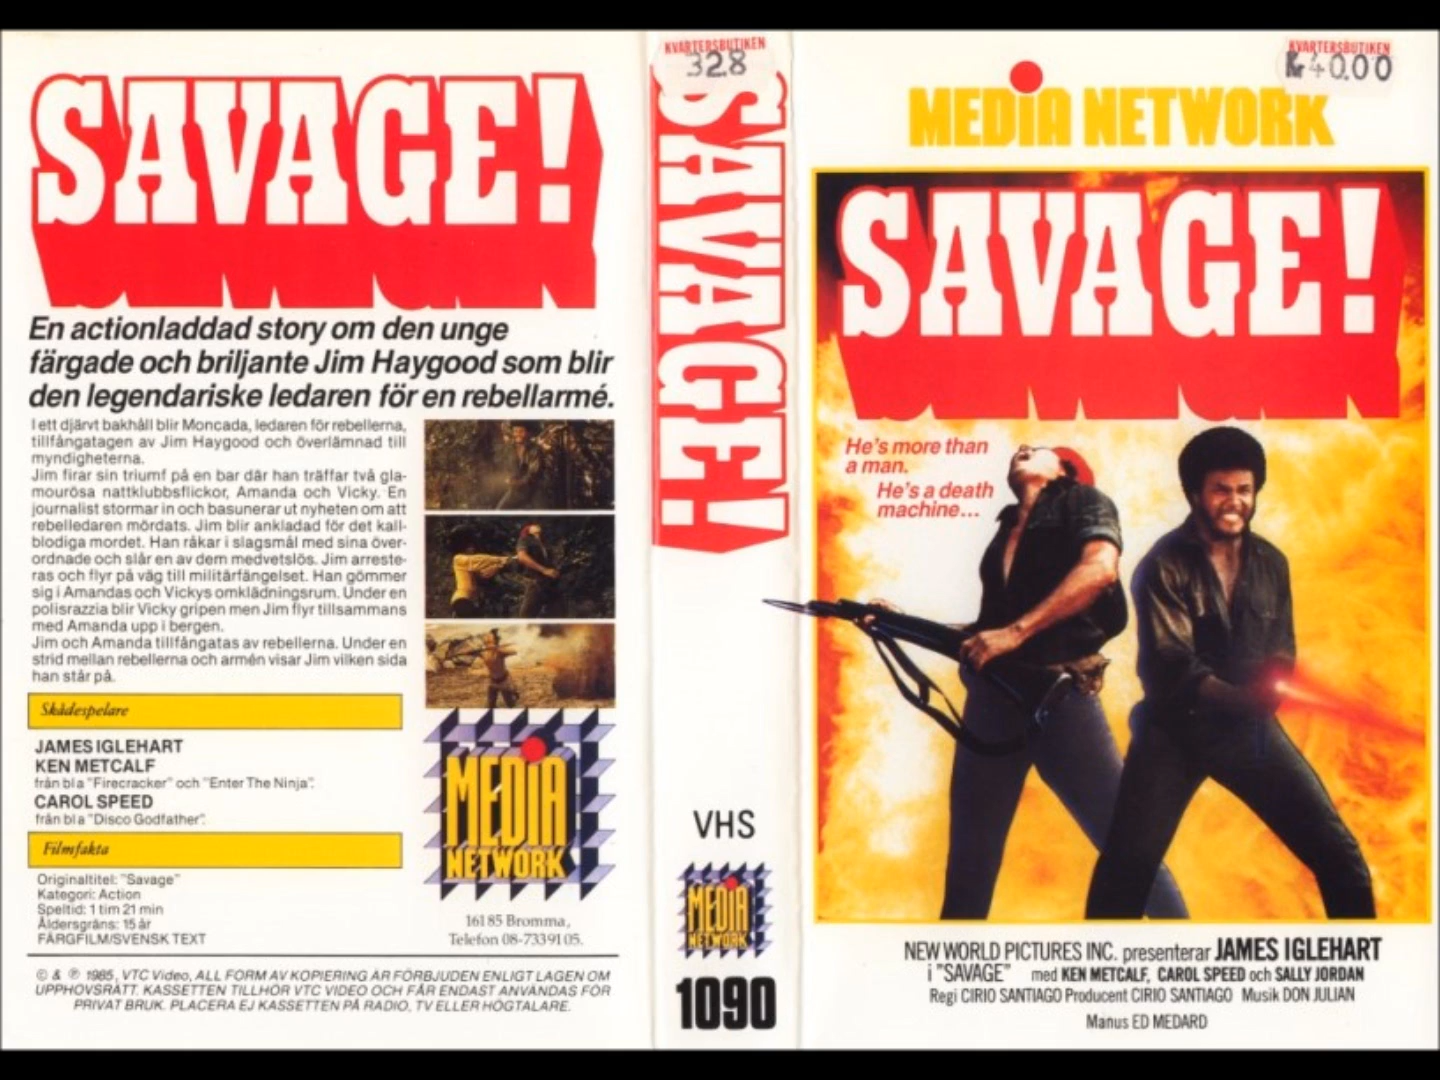 SAVAGE!
En actionladdad story om den unge
färgade och briljante Jim Haygood som blir
den legendariske ledaren för en rebellarmé.
I ett djärvt bakhåll blir Moncada, ledaren för rebellerna,
tillfångatagen av Jim Haygood och överlämnad till
myndigheterna.
Jim firar sin triumf på en bar där han träffar två gla-
mourösa nattklubbsflickor, Amanda och Vicky. En
journalist stormar in och basunerar ut nyheten om att
rebelledaren mördats. Jim blir anklagad för det kall-
blodiga mordet. Han råkar i slagsmål med sina över-
ordnade och slår en av dem medvetslös. Jim arreste-
ras och flyr på väg till militärfängelset. Han gömmer
sig i Amandas och Vickys omklädningsrum. Under en
polisrazzia blir Vicky gripen men Jim flyr tillsammans
med Amanda upp i bergen.
Jim och Amanda tillfångatas av rebellerna. Under en
strid mellan rebellerna och armén visar Jim vilken sida
han står på.
Skådespelare
JAMES IGLEHART
KEN METCALF
från bl a "Firecracker" och "Enter The Ninja".
CAROL SPEED
från bl a "Disco Godfather".
Filmfakta
Originaltitel: "Savage"
Kategori: Action
Speltid: 1 tim 21 min
Åldersgräns: 15 år
FÄRGFILM/SVENSK TEXT
MEDIA
NETWORK
161 85 Bromma,
Telefon 08-733 91 05.
© & ℗ 1985, VTC Video, ALL FORM AV KOPIERING ÄR FÖRBJUDEN ENLIGT LAGEN OM
UPPHOVSRÄTT. KASSETTEN TILLHÖR VTC VIDEO OCH FÅR ENDAST ANVÄNDAS FÖR
PRIVAT BRUK. PLACERA EJ KASSETTEN PÅ RADIO, TV ELLER HÖGTALARE.
KVARTERSBUTIKEN
328
SAVAGE!
VHS
MEDIA
NETWORK
1090
KVARTERSBUTIKEN
Kr 40.00
MEDIA NETWORK
SAVAGE!
He's more than
a man.
He's a death
machine...
NEW WORLD PICTURES INC. presenterar JAMES IGLEHART
i "SAVAGE" med KEN METCALF, CAROL SPEED och SALLY JORDAN
Regi CIRIO SANTIAGO Producent CIRIO SANTIAGO Musik DON JULIAN
Manus ED MEDARD